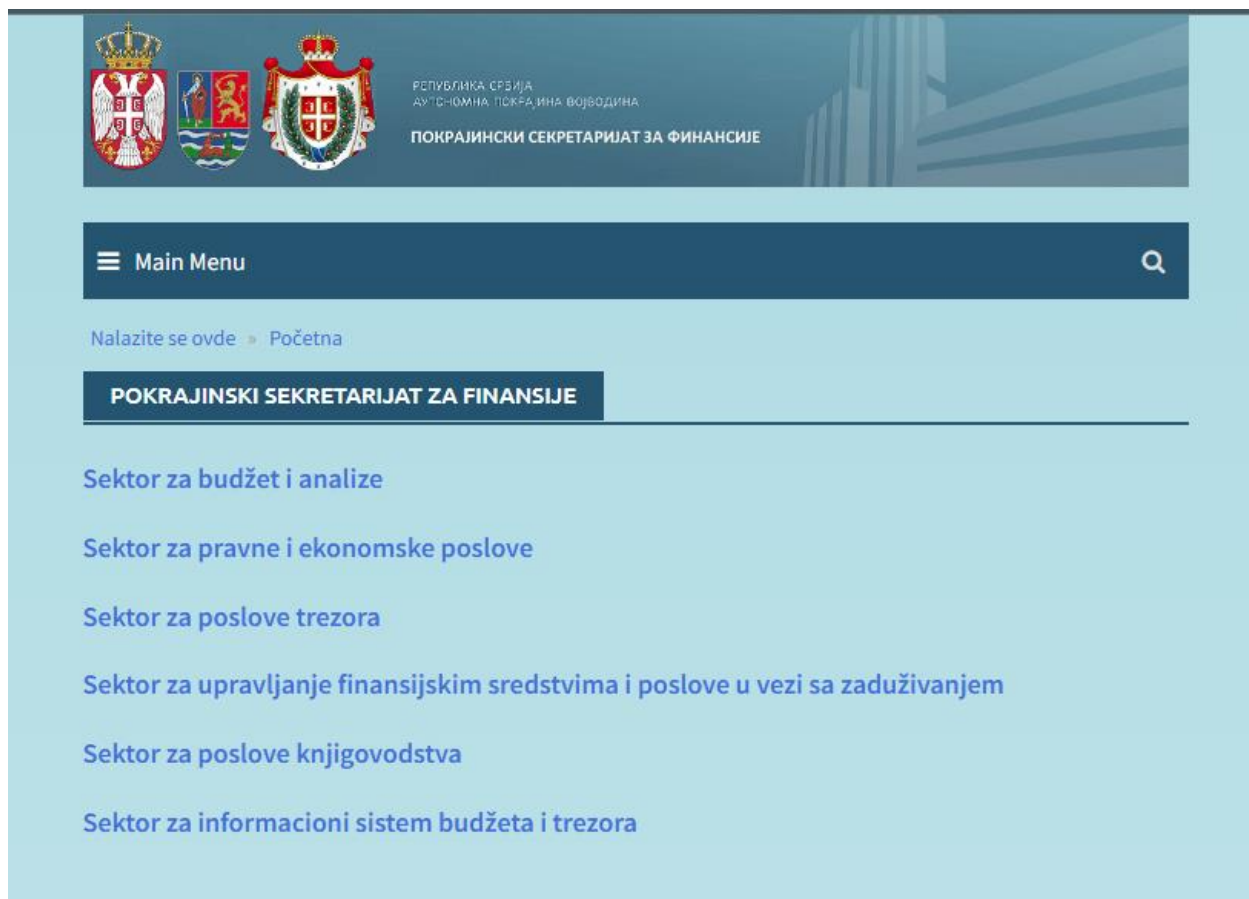 РЕПУБЛИКА СРБИЈА
АУТОНОМНА ПОКРАЈИНА ВОЈВОДИНА
ПОКРАЈИНСКИ СЕКРЕТАРИЈАТ ЗА ФИНАНСИЈЕ
Main Menu
Nalazite se ovde » Početna
POKRAJINSKI SEKRETARIJAT ZA FINANSIJE
Sektor za budžet i analize
Sektor za pravne i ekonomske poslove
Sektor za poslove trezora
Sektor za upravljanje finansijskim sredstvima i poslove u vezi sa zaduživanjem
Sektor za poslove knjigovodstva
Sektor za informacioni sistem budžeta i trezora